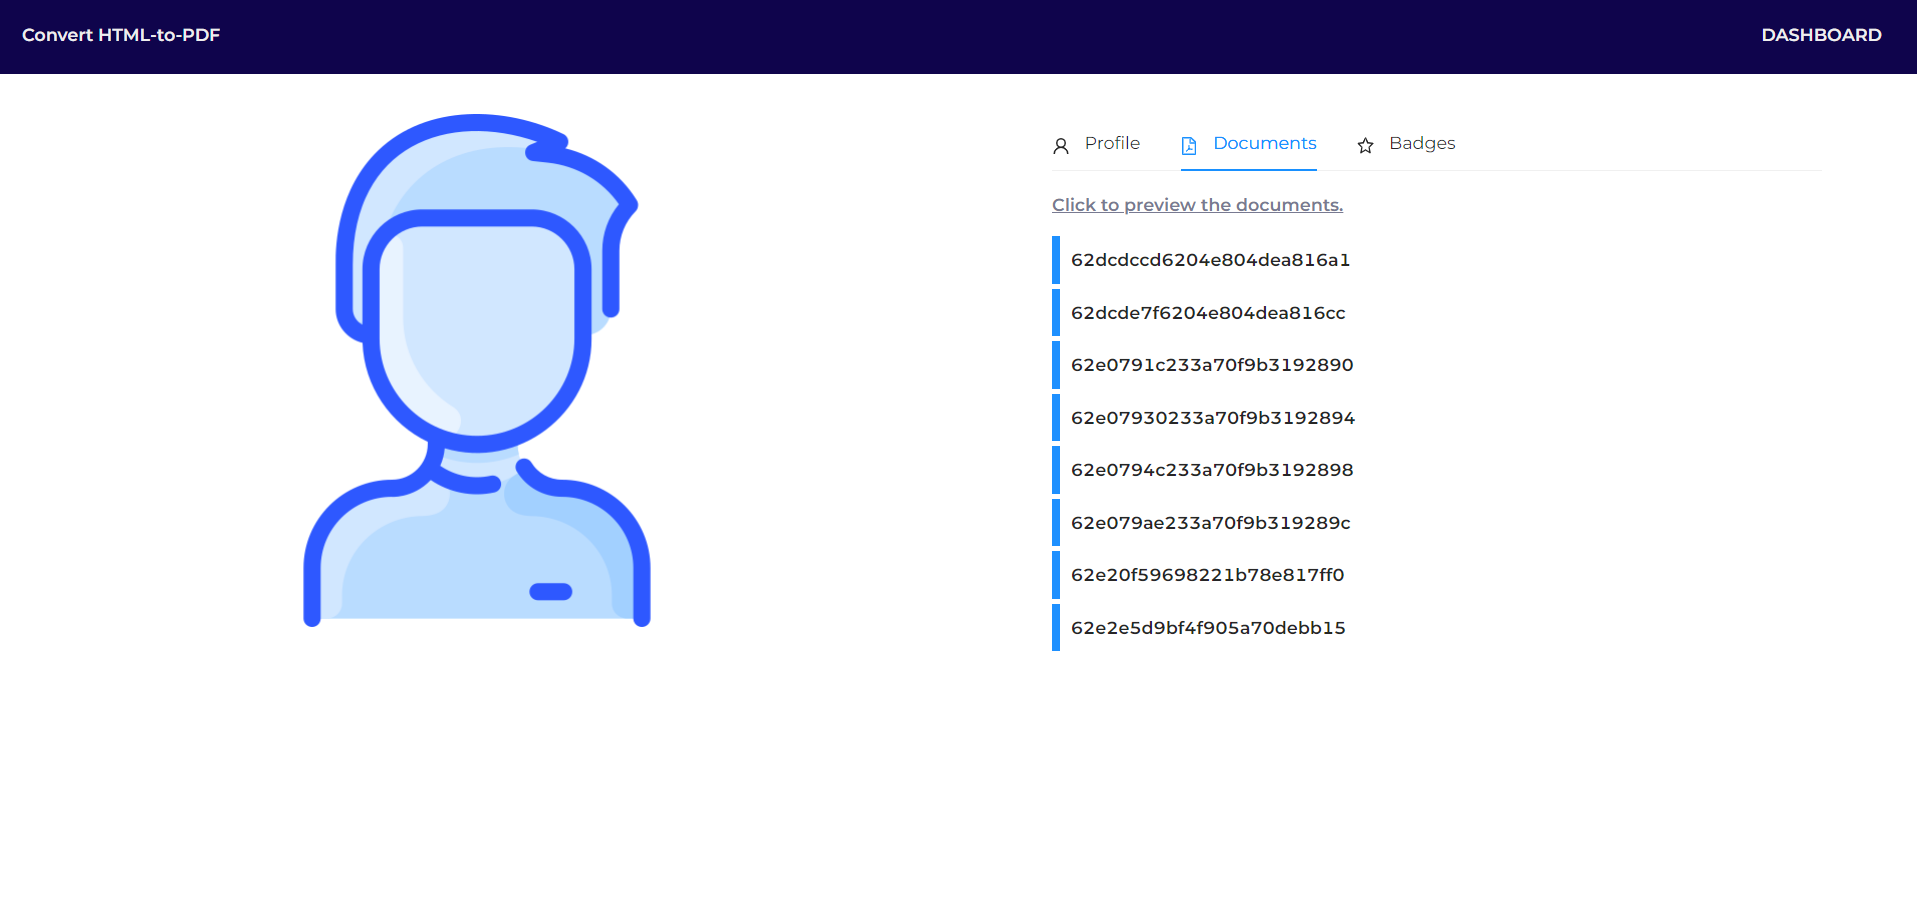 Convert HTML-to-PDF
DASHBOARD
Profile
Documents
Badges
Click to preview the documents.
62dcdccd6204e804dea816a1
62dcde7f6204e804dea816cc
62e0791c233a70f9b3192890
62e07930233a70f9b3192894
62e0794c233a70f9b3192898
62e079ae233a70f9b319289c
62e20f59698221b78e817ff0
62e2e5d9bf4f905a70debb15